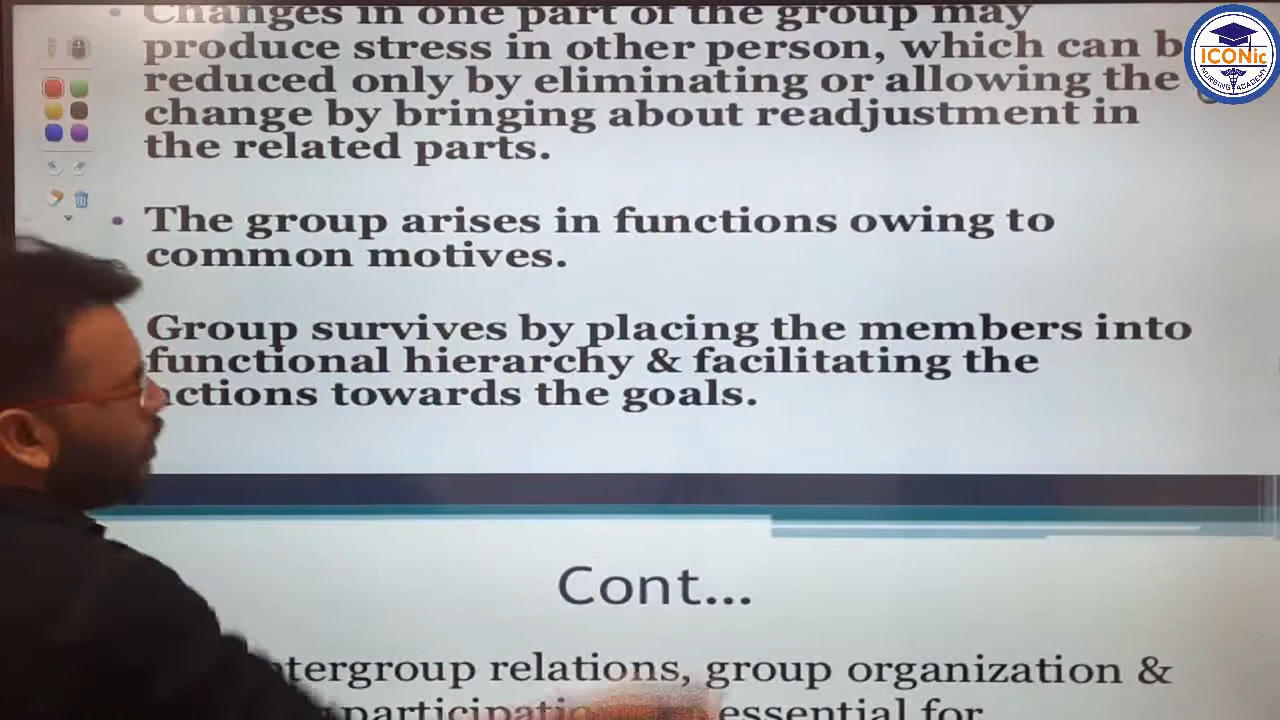 Changes in one part of the group may
produce stress in other person, which can b
reduced only by eliminating or allowing the
change by bringing about readjustment in
the related parts.
The group arises in functions owing to
common motives.
Group survives by placing the members into
functional hierarchy & facilitating the
ctions towards the goals.
Cont...
tergroup relations, group organization &
essential for
ICONic
NURSING ACADEMY